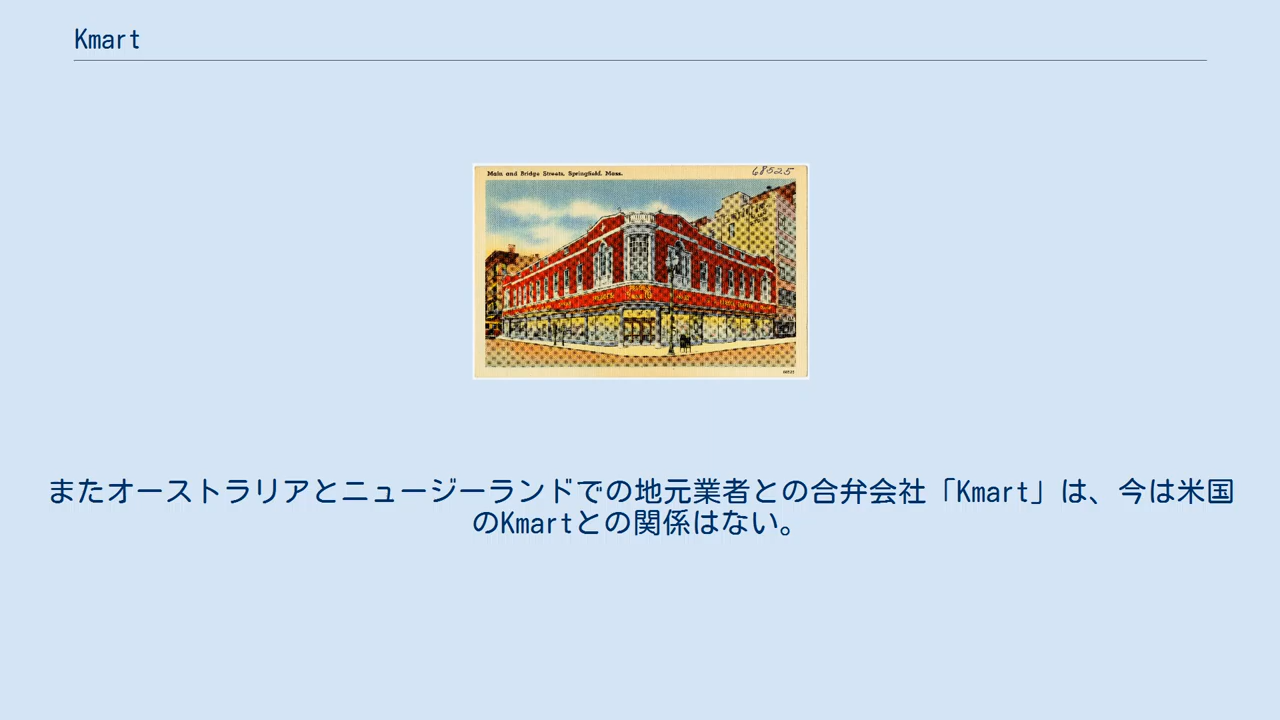 Kmart
Main and Bridge Streets, Springfield, Mass.
68525
またオーストラリアとニュージーランドでの地元業者との合弁会社「Kmart」は、今は米国
のKmartとの関係はない。